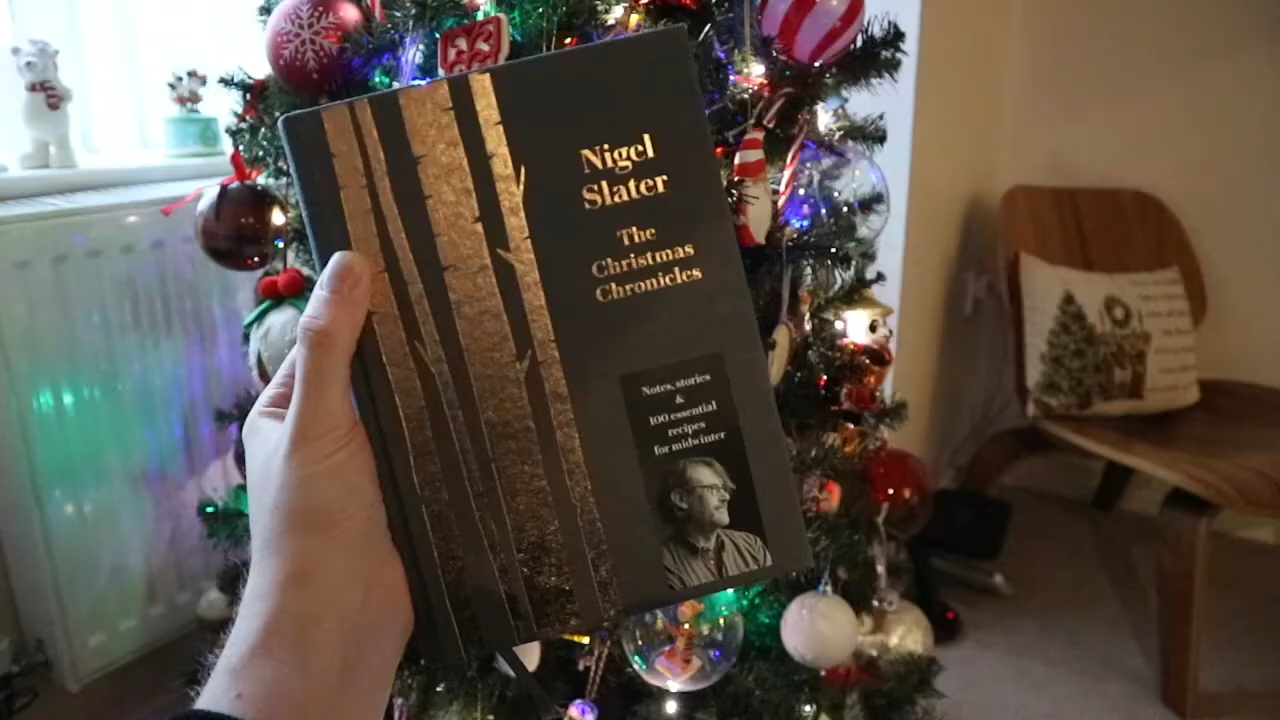 Nigel
Slater
The
Christmas
Chronicles
Notes, stories
&
100 essential
recipes
for midwinter